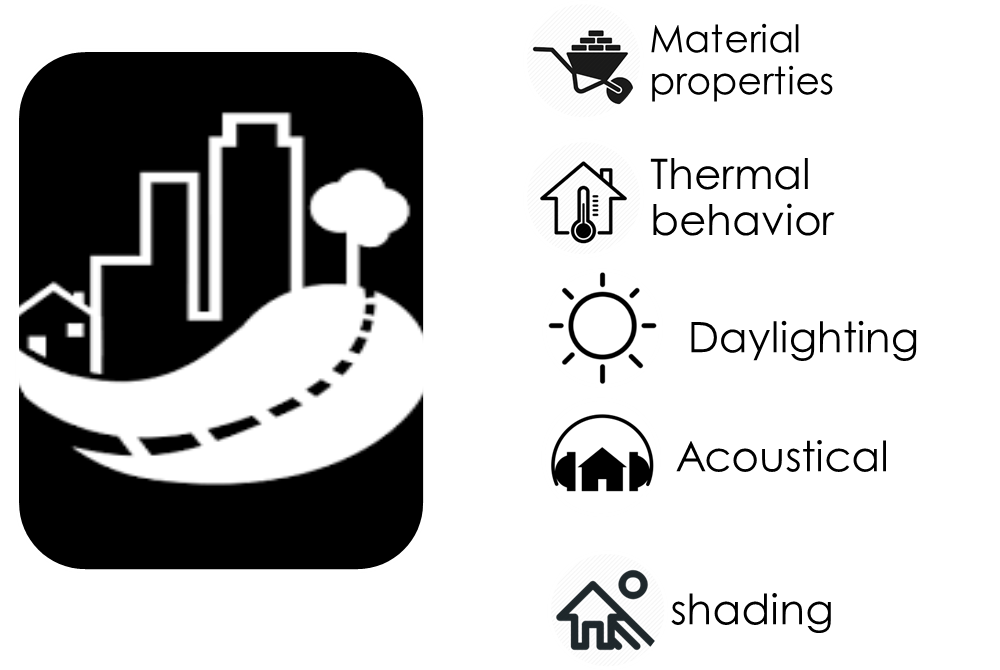 Material
properties
Thermal
behavior
Daylighting
Acoustical
shading